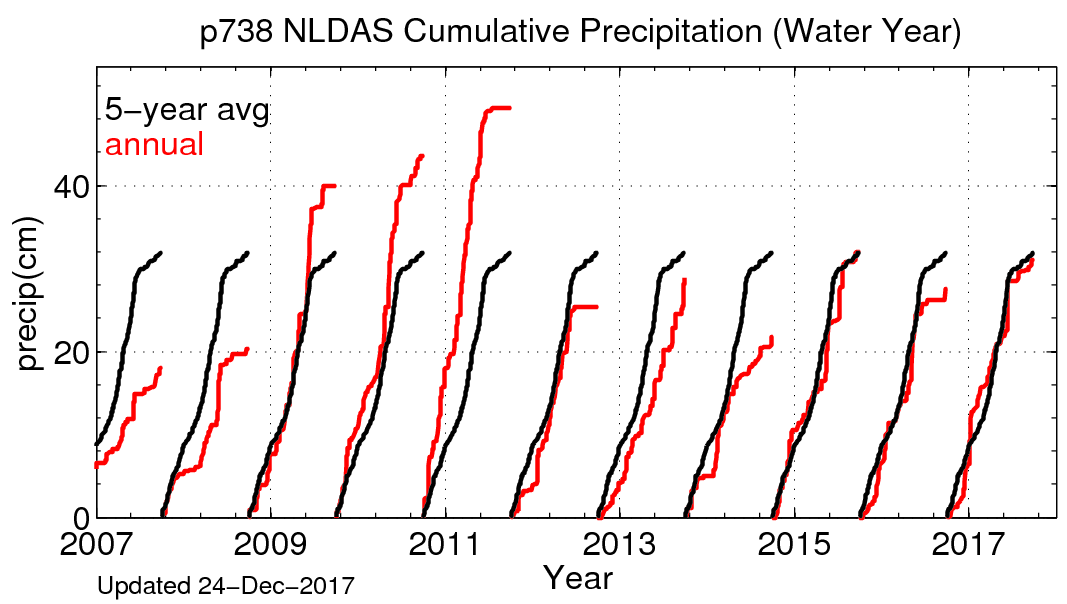 p738 NLDAS Cumulative Precipitation (Water Year)
5−year avg
annual
precip(cm)
40
20
0
2007 2009 2011 2013 2015 2017
Year
Updated 24−Dec−2017